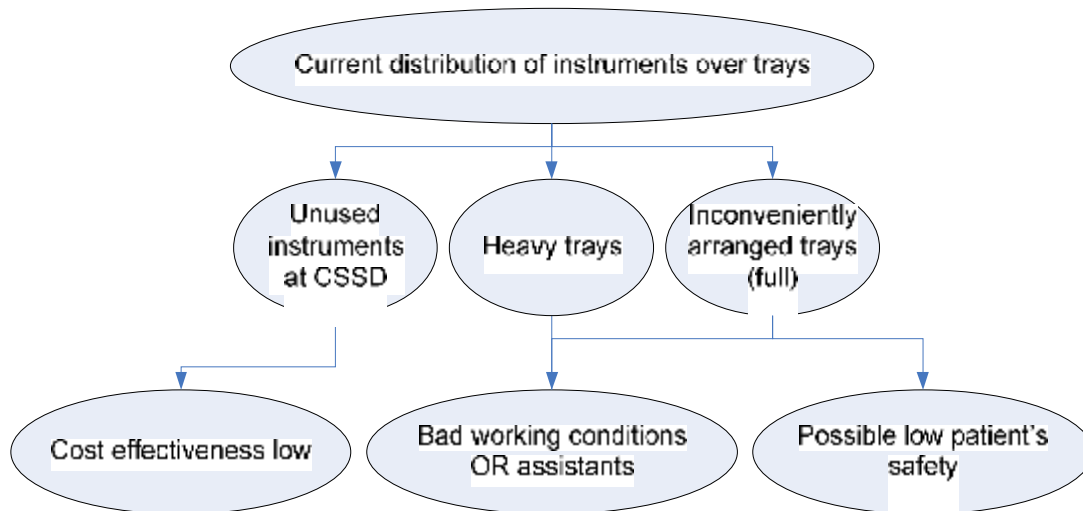 Current distribution of instruments over trays
Unused
instruments
at CSSD
Heavy trays
Inconveniently
arranged trays
(full)
Cost effectiveness low
Bad working conditions
OR assistants
Possible low patient's
safety